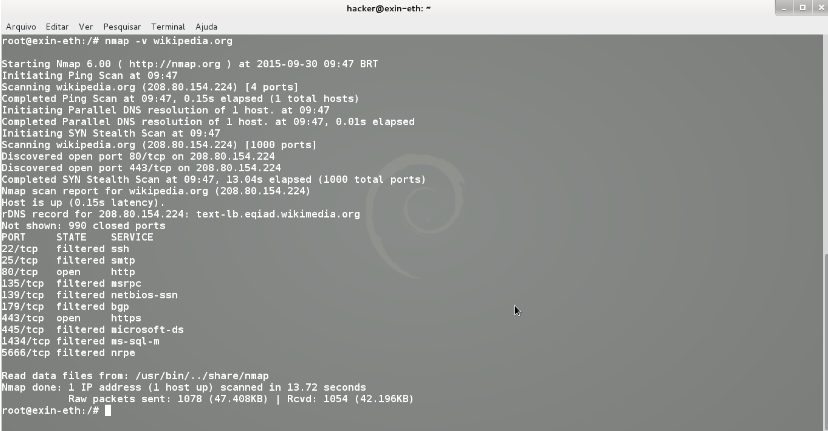 hacker@exin-eth: ~
Arquivo Editar Ver Pesquisar Terminal Ajuda
root@exin-eth:/# nmap -v wikipedia.org
Starting Nmap 6.00 ( http://nmap.org ) at 2015-09-30 09:47 BRT
Initiating Ping Scan at 09:47
Scanning wikipedia.org (208.80.154.224) [4 ports]
Completed Ping Scan at 09:47, 0.15s elapsed (1 total hosts)
Initiating Parallel DNS resolution of 1 host. at 09:47
Completed Parallel DNS resolution of 1 host. at 09:47, 0.01s elapsed
Initiating SYN Stealth Scan at 09:47
Scanning wikipedia.org (208.80.154.224) [1000 ports]
Discovered open port 80/tcp on 208.80.154.224
Discovered open port 443/tcp on 208.80.154.224
Completed SYN Stealth Scan at 09:47, 13.04s elapsed (1000 total ports)
Nmap scan report for wikipedia.org (208.80.154.224)
Host is up (0.15s latency).
rDNS record for 208.80.154.224: text-lb.eqiad.wikimedia.org
Not shown: 990 closed ports
PORT STATE SERVICE
22/tcp filtered ssh
25/tcp filtered smtp
80/tcp open http
135/tcp filtered msrpc
139/tcp filtered netbios-ssn
179/tcp filtered bgp
443/tcp open https
445/tcp filtered microsoft-ds
1434/tcp filtered ms-sql-m
5666/tcp filtered nrpe
Read data files from: /usr/bin/../share/nmap
Nmap done: 1 IP address (1 host up) scanned in 13.72 seconds
Raw packets sent: 1078 (47.408KB) | Rcvd: 1054 (42.196KB)
root@exin-eth:/#